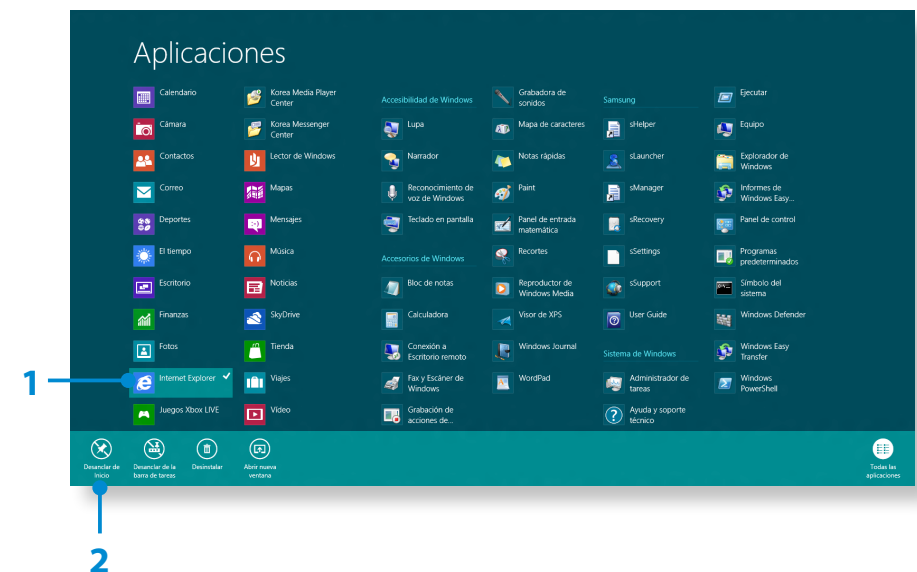 Aplicaciones
Calendario
Cámara
Contactos
Correo
Deportes
El tiempo
Escritorio
Finanzas
Fotos
Internet Explorer
Juegos Xbox LIVE
Korea Media Player
Center
Korea Messenger
Center
Lector de Windows
Mapas
Mensajes
Música
Noticias
SkyDrive
Tienda
Viajes
Vídeo
Accesibilidad de Windows
Lupa
Narrador
Reconocimiento de
voz de Windows
Teclado en pantalla
Accesorios de Windows
Bloc de notas
Calculadora
Conexión a
Escritorio remoto
Fax y Escáner de
Windows
Grabación de
acciones de...
Grabadora de
sonidos
Mapa de caracteres
Notas rápidas
Paint
Panel de entrada
matemática
Recortes
Reproductor de
Windows Media
Visor de XPS
Windows Journal
WordPad
Samsung
sHelper
sLauncher
sManager
sRecovery
sSettings
sSupport
User Guide
Sistema de Windows
Administrador de
tareas
Ayuda y soporte
técnico
Ejecutar
Equipo
Explorador de
Windows
Informes de
Windows Easy...
Panel de control
Programas
predeterminados
Símbolo del
sistema
Windows Defender
Windows Easy
Transfer
Windows
PowerShell
1
Desanclar de
Inicio
Desanclar de la
barra de tareas
Desinstalar
Abrir nueva
ventana
Todas las
aplicaciones
2